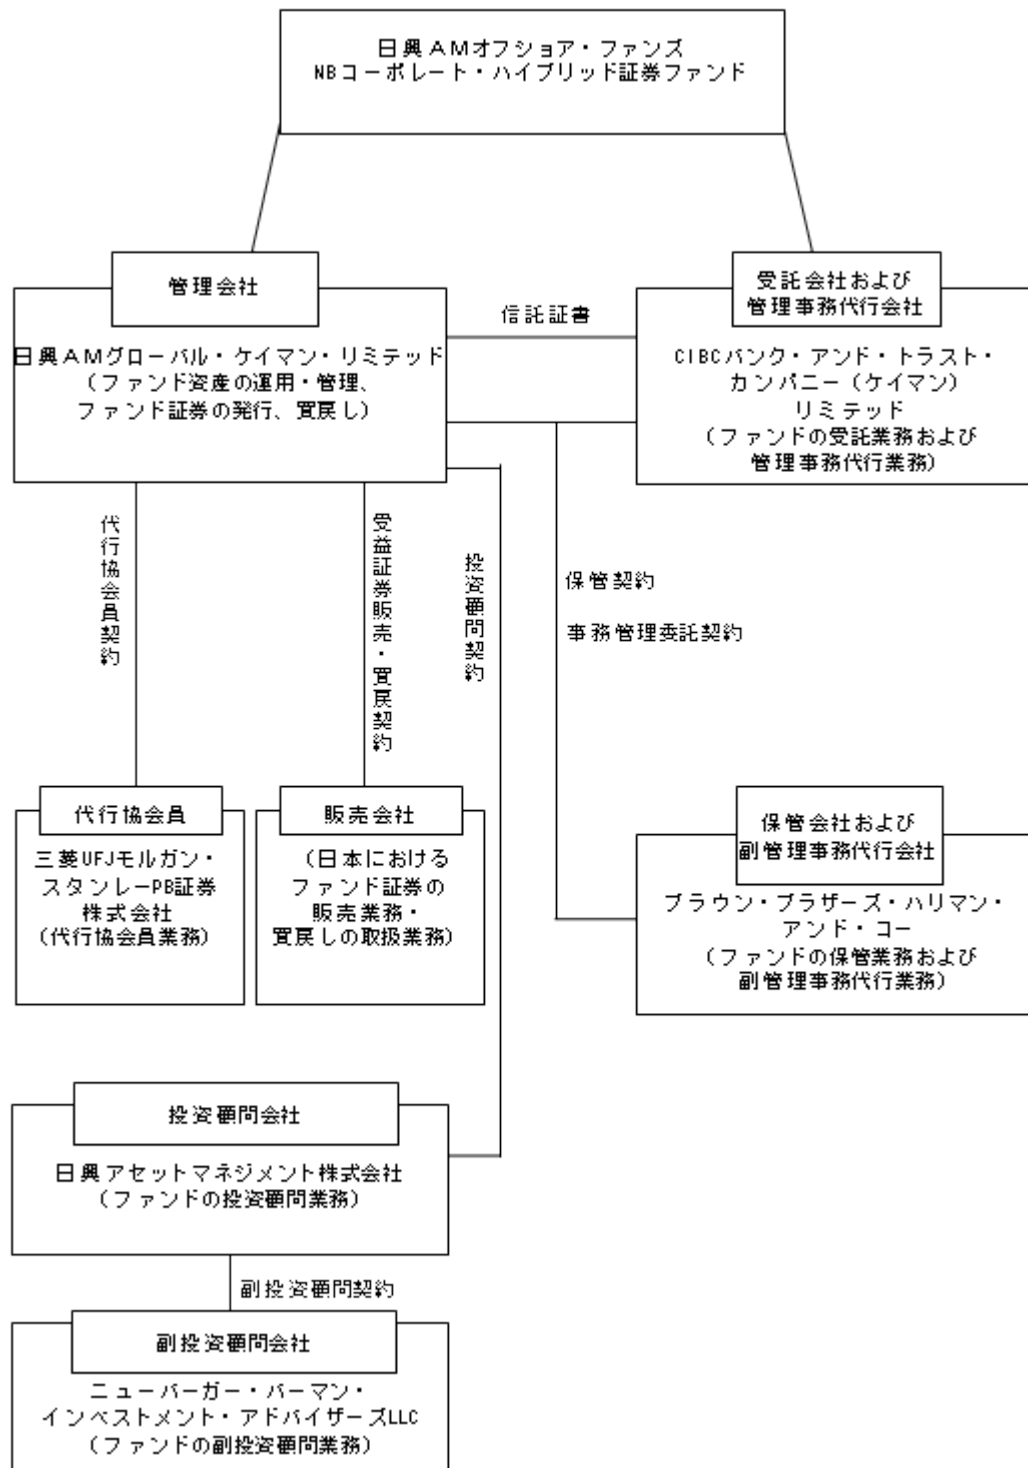 日興ＡＭオフショア・ファンズ
NBコーポレート・ハイブリッド証券ファンド
管理会社
日興ＡＭグローバル・ケイマン・リミテッド
（ファンド資産の運用・管理、
ファンド証券の発行、買戻し）
信託証書
受託会社および
管理事務代行会社
CIBCバンク・アンド・トラスト・
カンパニー（ケイマン）
リミテッド
（ファンドの受託業務および
管理事務代行業務）
代行協会員契約
受益証券販売・買戻契約
投資顧問契約
保管契約
事務管理委託契約
代行協会員
三菱UFJモルガン・
スタンレーPB証券
株式会社
（代行協会員業務）
販売会社
（日本における
ファンド証券の
販売業務・
買戻しの取扱業務）
保管会社および
副管理事務代行会社
ブラウン・ブラザーズ・ハリマン・
アンド・コー
（ファンドの保管業務および
副管理事務代行業務）
投資顧問会社
日興アセットマネジメント株式会社
（ファンドの投資顧問業務）
副投資顧問契約
副投資顧問会社
ニューバーガー・バーマン・
インベストメント・アドバイザーズLLC
（ファンドの副投資顧問業務）